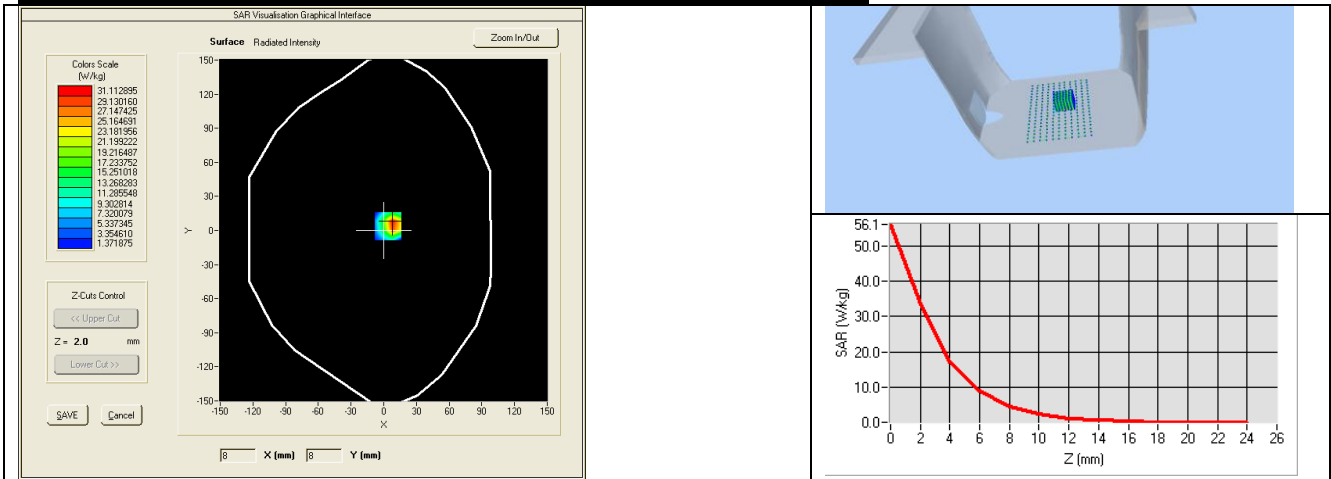 SAR Visualisation Graphical Interface
Surface Radiated Intensity
Zoom In/Out
Colors Scale
(W/kg)
31.112895
29.130160
27.147425
25.164691
23.181956
21.199222
19.216487
17.233752
15.251018
13.268283
11.285548
9.302814
7.320079
5.337345
3.354610
1.371875
Z-Cuts Control
<< Upper Cut
Z = 2.0 mm
Lower Cut >>
SAVE Cancel
150
120
90
60
30
0
-30
-60
-90
-120
-150
Y
-150 -120 -90 -60 -30 0 30 60 90 120 150
X
8 X (mm) 8 Y (mm)
56.1
50.0
40.0
30.0
20.0
10.0
0.0
SAR (W/kg)
0 2 4 6 8 10 12 14 16 18 20 22 24 26
Z (mm)